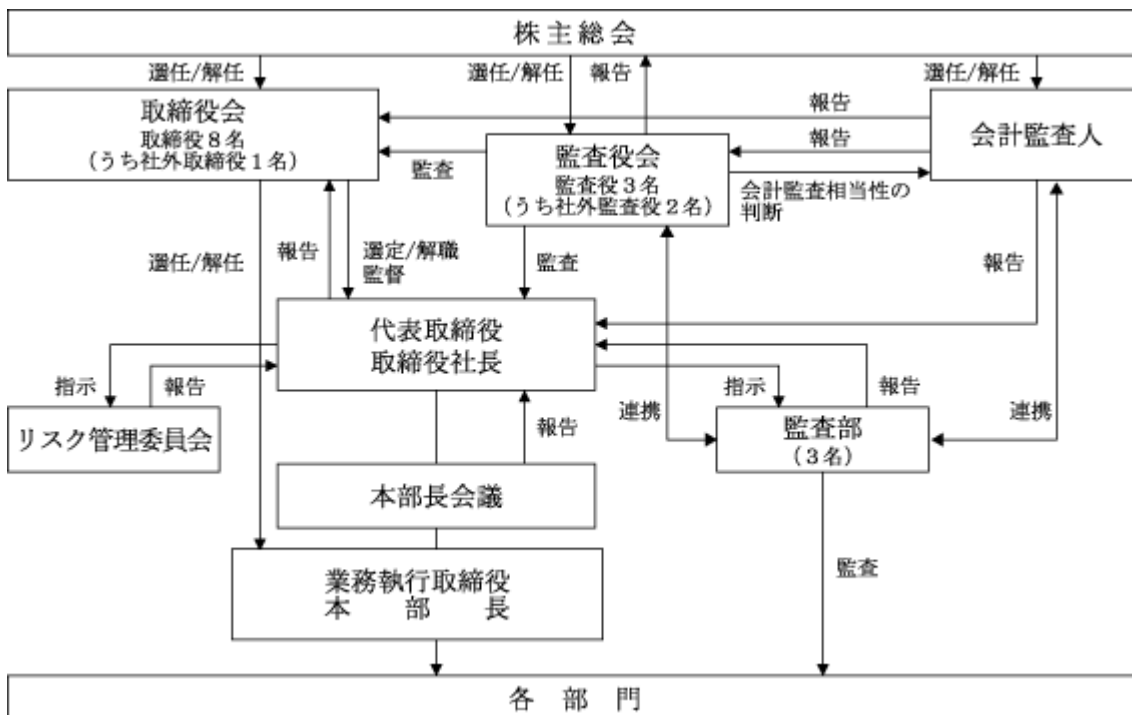 株主総会
選任/解任
選任/解任
報告
選任/解任
取締役会
取締役8名
(うち社外取締役1名)
報告
報告
会計監査人
監査
監査役会
監査役3名
(うち社外監査役2名)
会計監査相当性の
判断
選任/解任
報告
選定/解職
監督
監査
報告
代表取締役
取締役社長
指示
報告
指示
報告
連携
連携
リスク管理委員会
報告
監査部
(3名)
本部長会議
業務執行取締役
本部長
監査
各部門